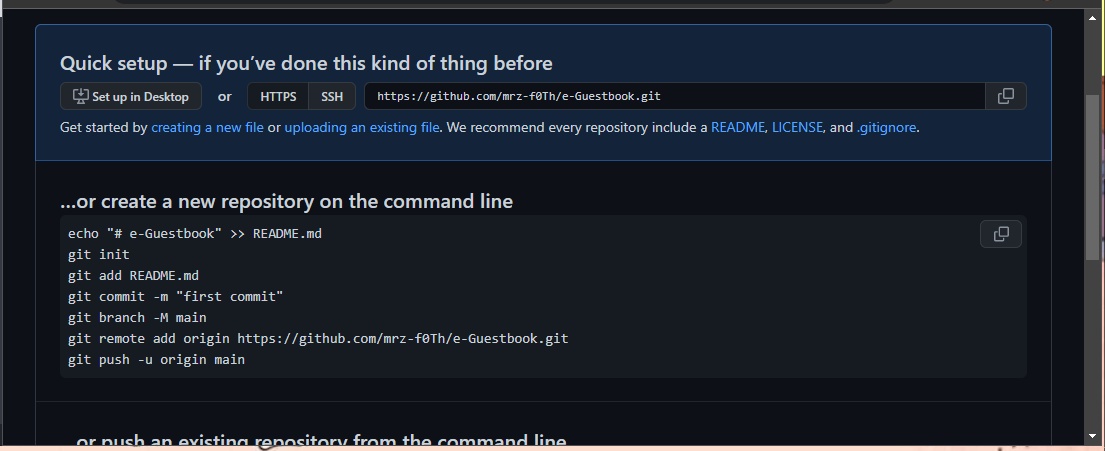 Quick setup — if you’ve done this kind of thing before
Set up in Desktop or HTTPS SSH https://github.com/mrz-f0Th/e-Guestbook.git
Get started by creating a new file or uploading an existing file. We recommend every repository include a README, LICENSE, and .gitignore.
...or create a new repository on the command line
echo "# e-Guestbook" >> README.md
git init
git add README.md
git commit -m "first commit"
git branch -M main
git remote add origin https://github.com/mrz-f0Th/e-Guestbook.git
git push -u origin main
...or push an existing repository from the command line